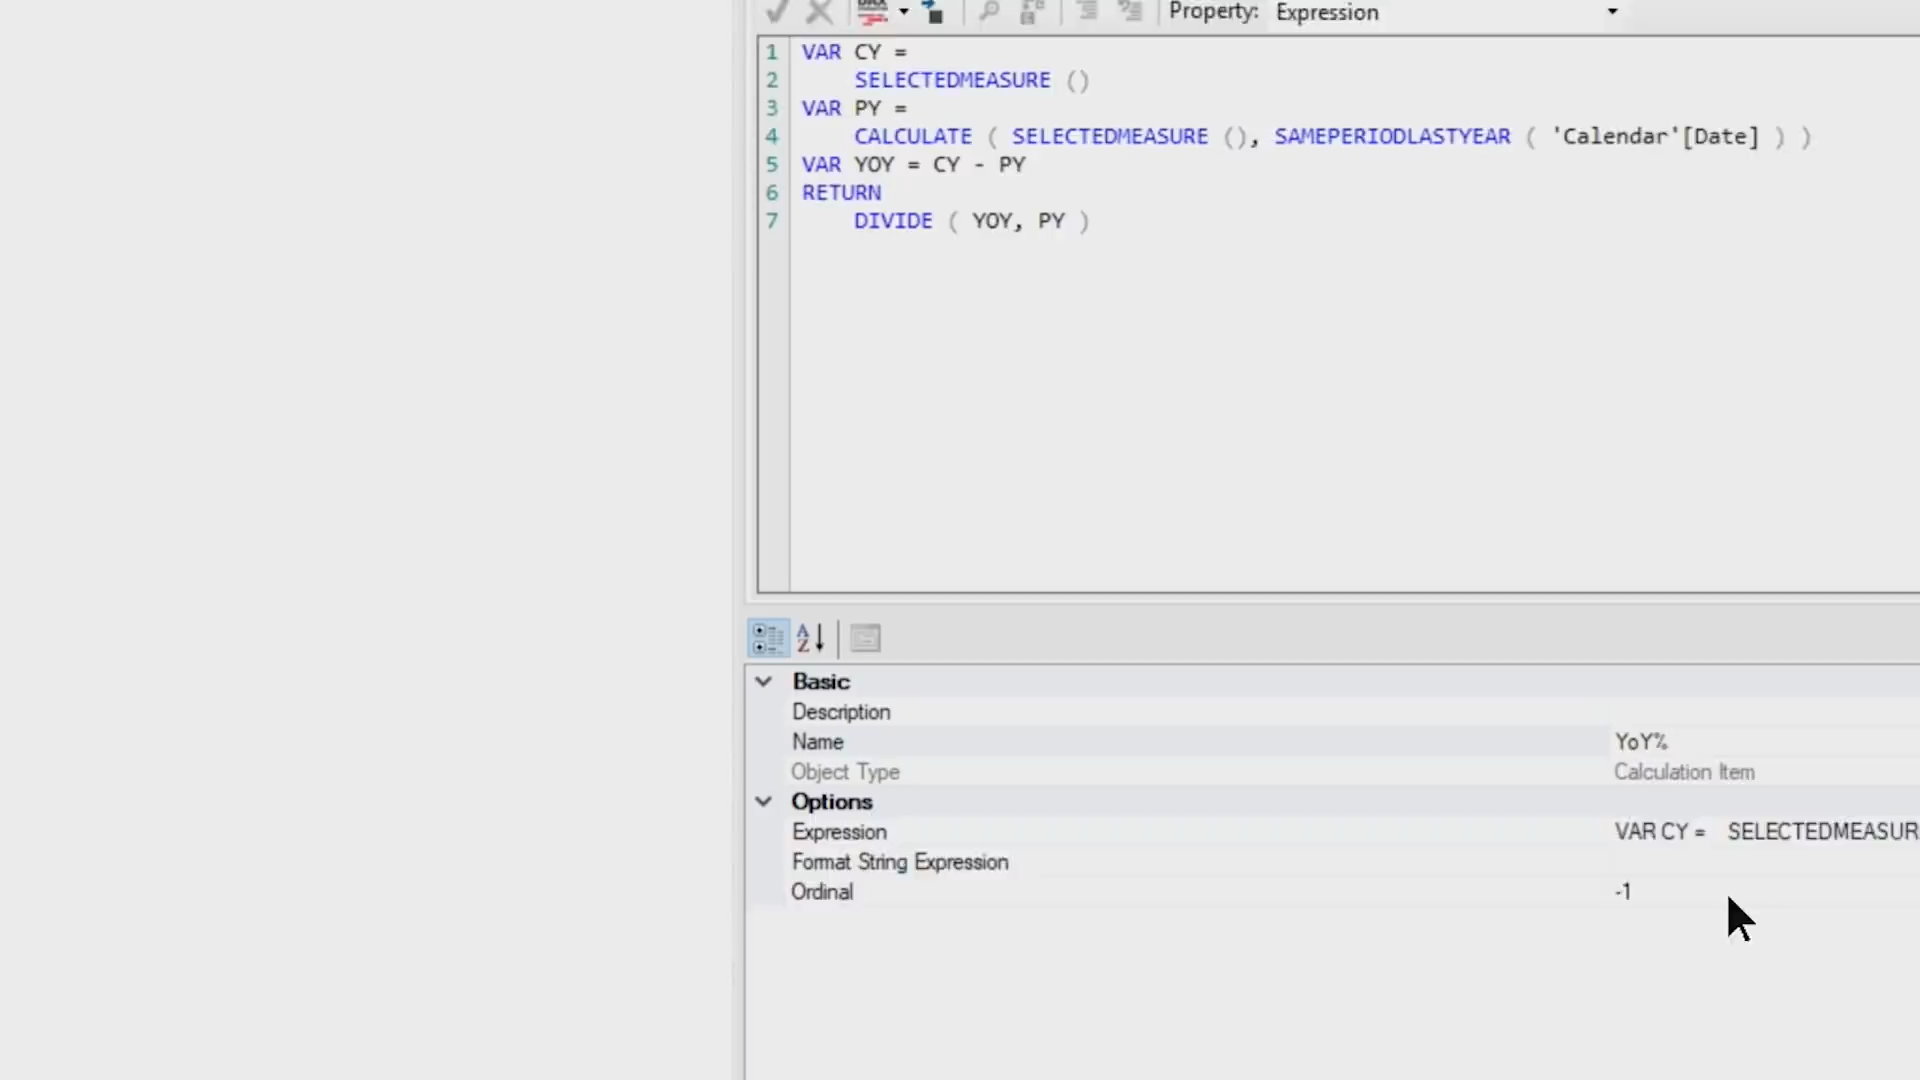 Property: Expression
1 VAR CY =
2 SELECTEDMEASURE ()
3 VAR PY =
4 CALCULATE ( SELECTEDMEASURE (), SAMEPERIODLASTYEAR ( 'Calendar'[Date] ) )
5 VAR YOY = CY - PY
6 RETURN
7 DIVIDE ( YOY, PY )
Basic
Description
Name YoY%
Object Type Calculation Item
Options
Expression VAR CY = SELECTEDMEASUR
Format String Expression
Ordinal -1